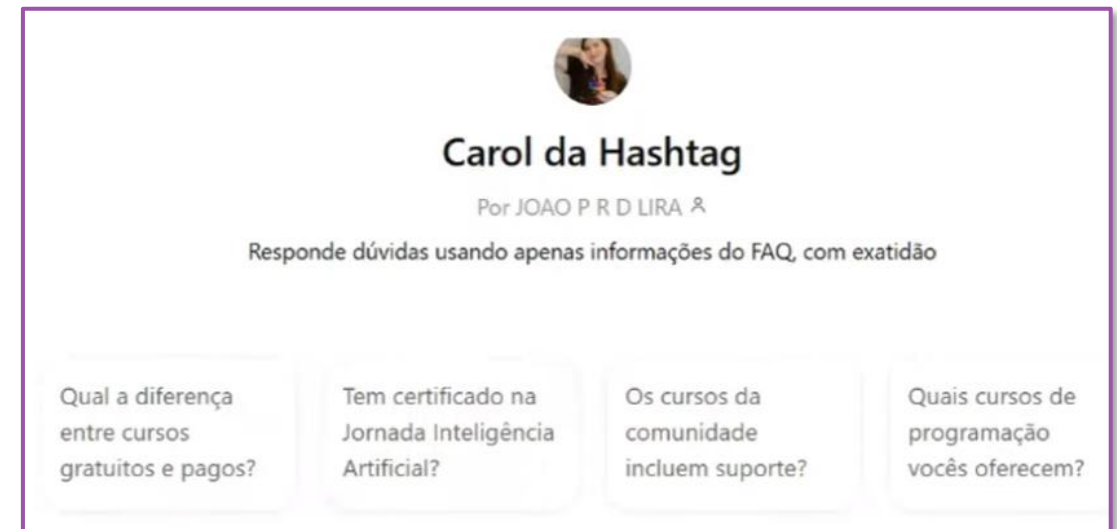 Carol da Hashtag
Por JOAO P R D LIRA
Responde dúvidas usando apenas informações do FAQ, com exatidão
Qual a diferença
entre cursos
gratuitos e pagos?
Tem certificado na
Jornada Inteligência
Artificial?
Os cursos da
comunidade
incluem suporte?
Quais cursos de
programação
vocês oferecem?